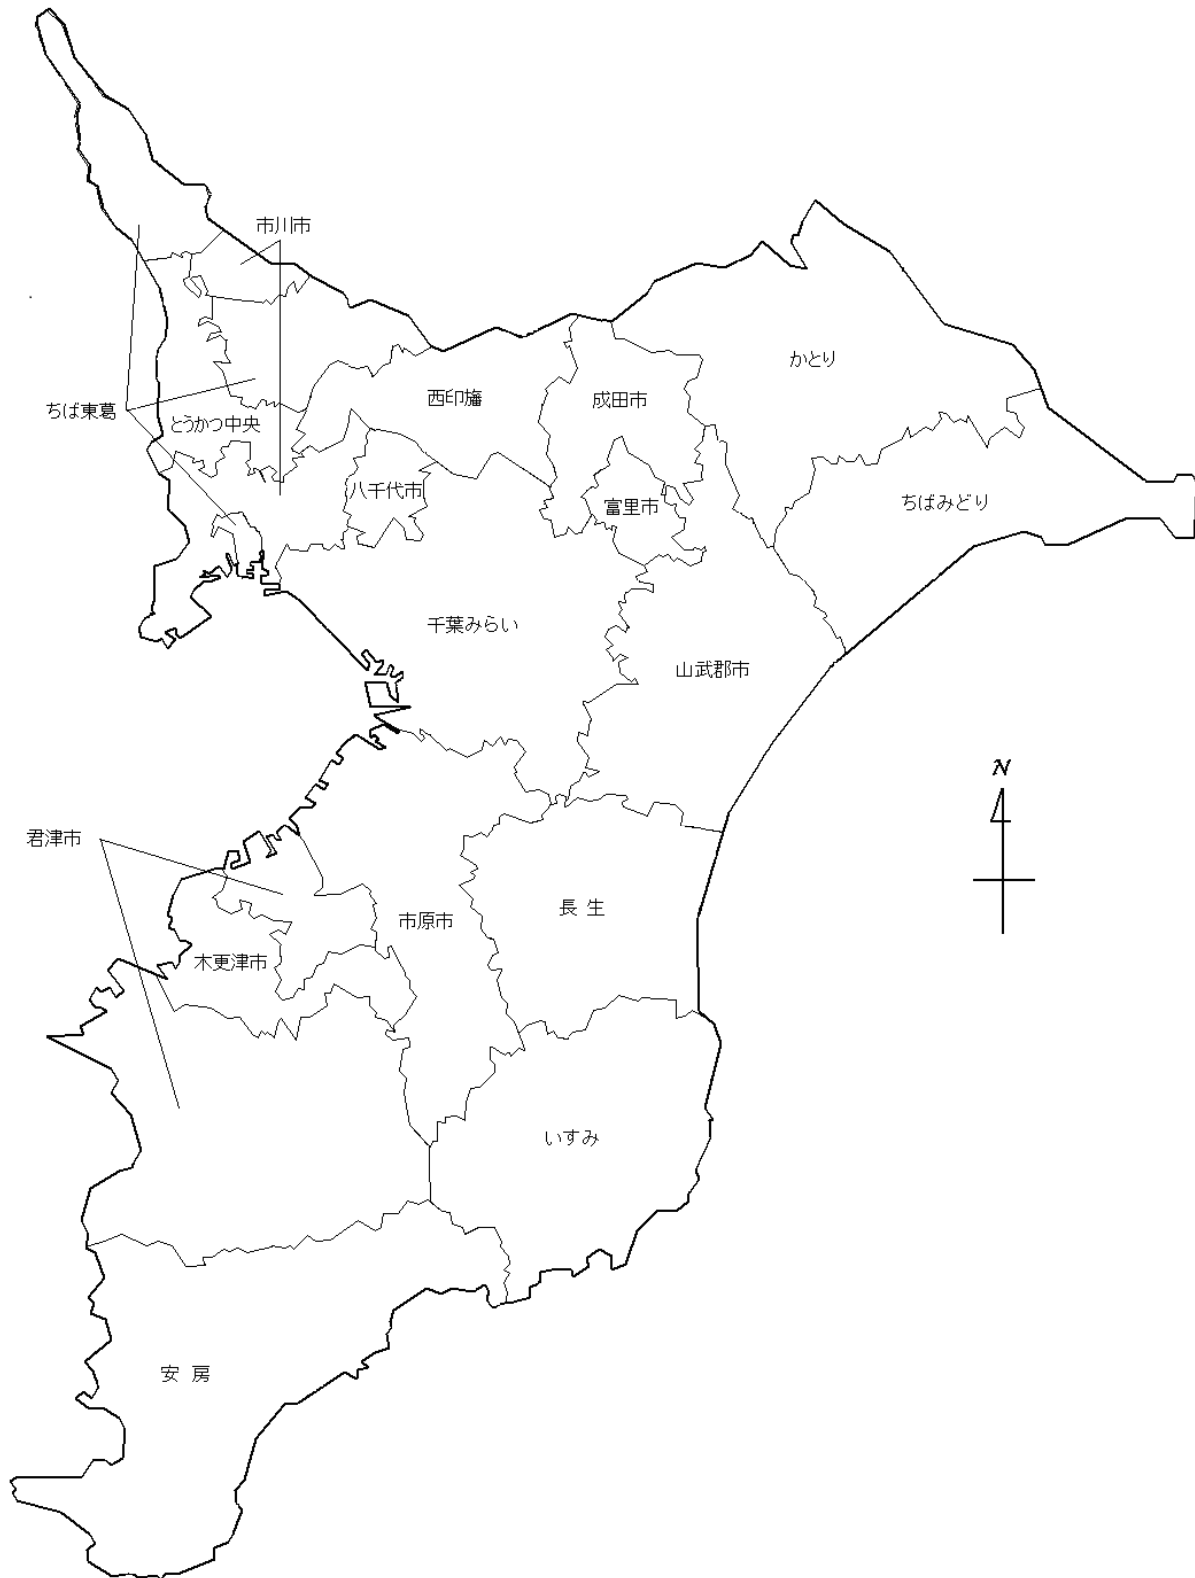 市川市
かとり
西印旛
成田市
ちば東葛
とうかつ中央
八千代市
富里市
ちばみどり
千葉みらい
山武郡市
N
君津市
長 生
市原市
木更津市
いすみ
安 房